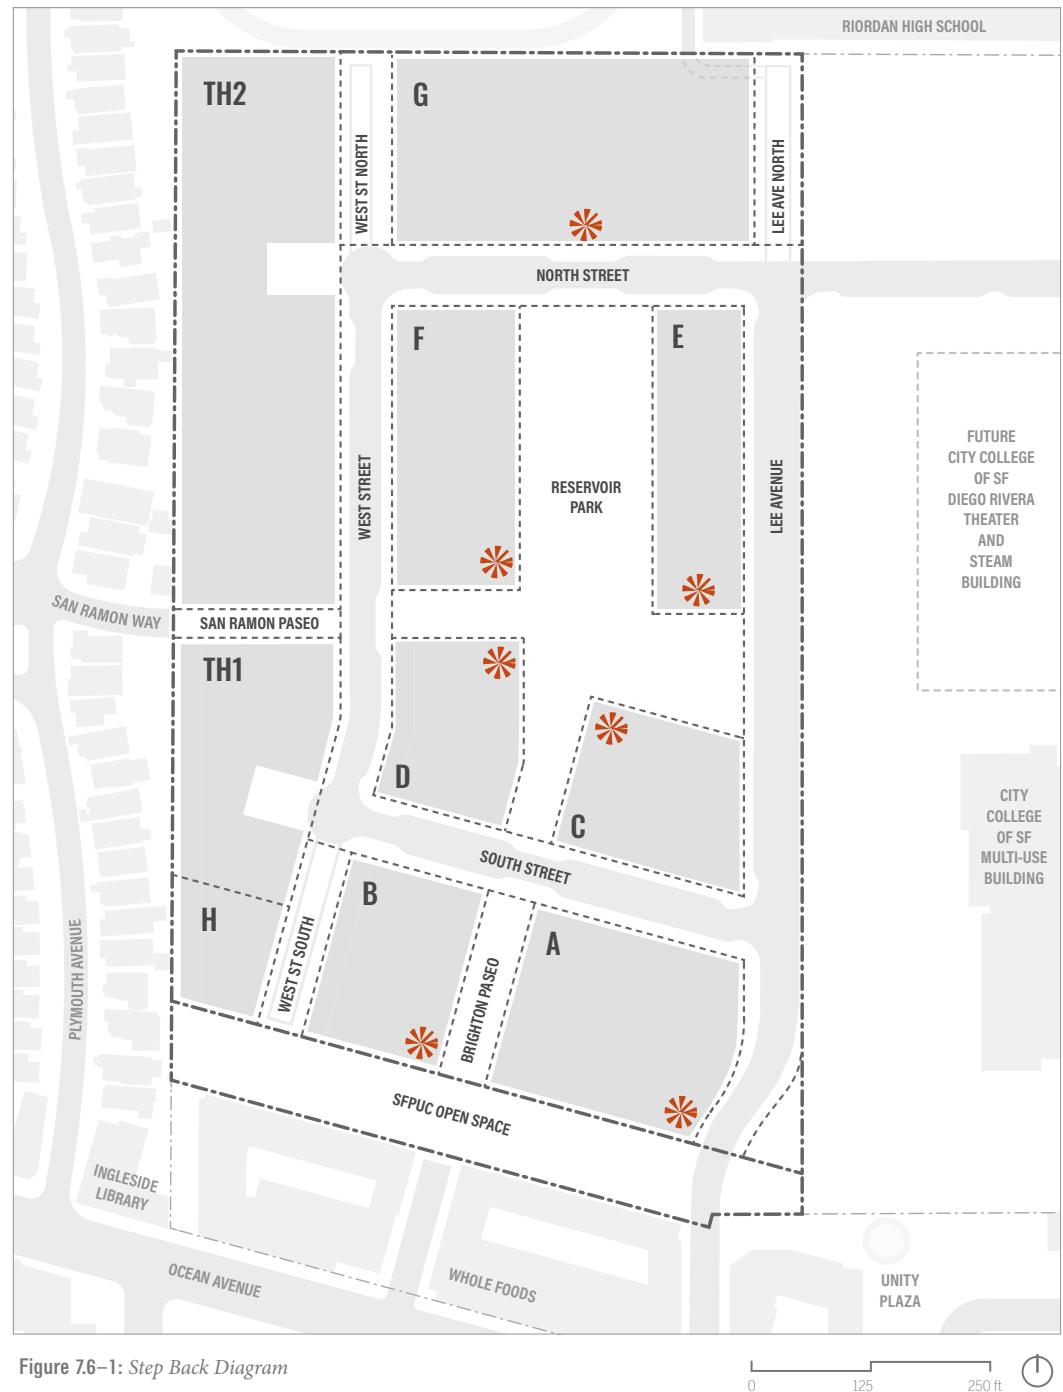 RIORDAN HIGH SCHOOL
TH2
G
WEST ST NORTH
LEE AVE NORTH
NORTH STREET
F
E
WEST STREET
RESERVOIR
PARK
LEE AVENUE
FUTURE
CITY COLLEGE
OF SF
DIEGO RIVERA
THEATER
AND
STEAM
BUILDING
SAN RAMON WAY
SAN RAMON PASEO
TH1
D
C
CITY
COLLEGE
OF SF
MULTI-USE
BUILDING
SOUTH STREET
B
H
A
PLYMOUTH AVENUE
WEST ST SOUTH
BRIGHTON PASEO
SFPUC OPEN SPACE
INGLESIDE
LIBRARY
OCEAN AVENUE
WHOLE FOODS
UNITY
PLAZA
Figure 7.6–1: Step Back Diagram
0 125 250 ft